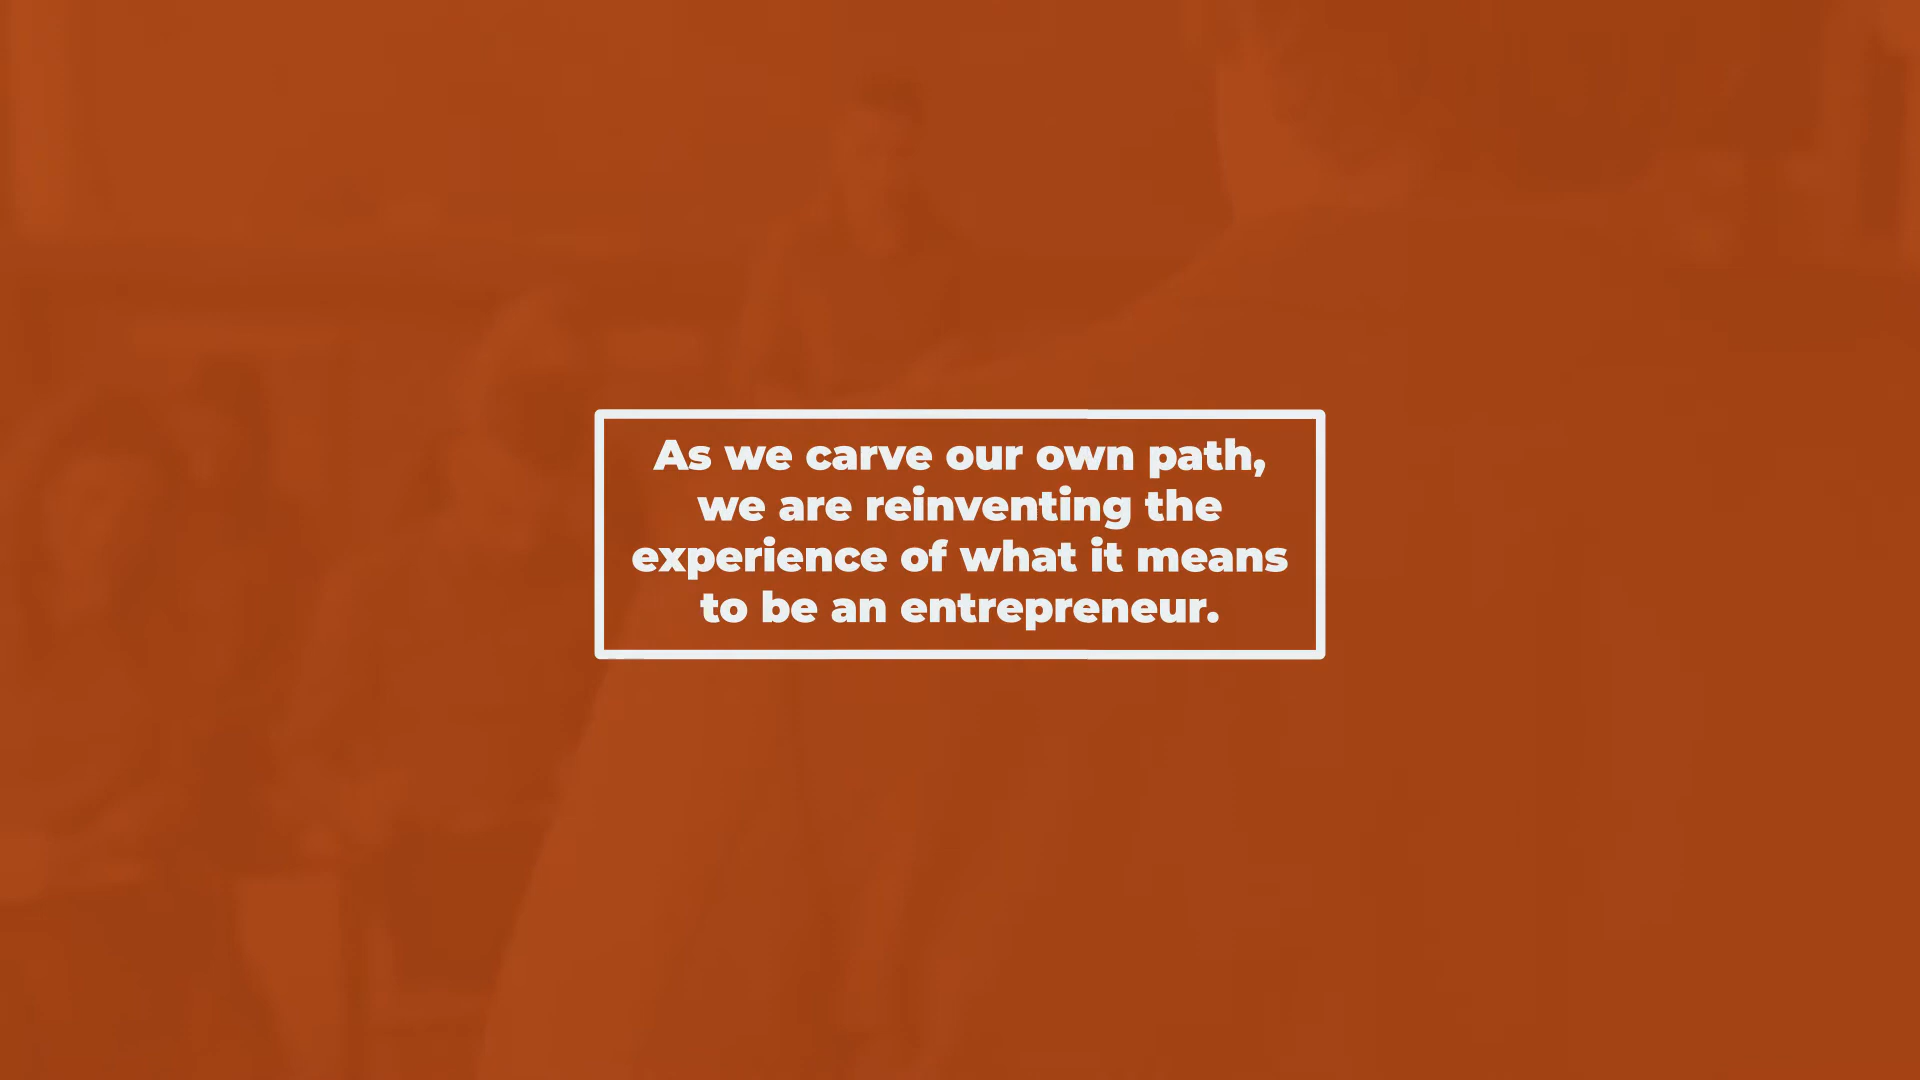 As we carve our own path,
we are reinventing the
experience of what it means
to be an entrepreneur.